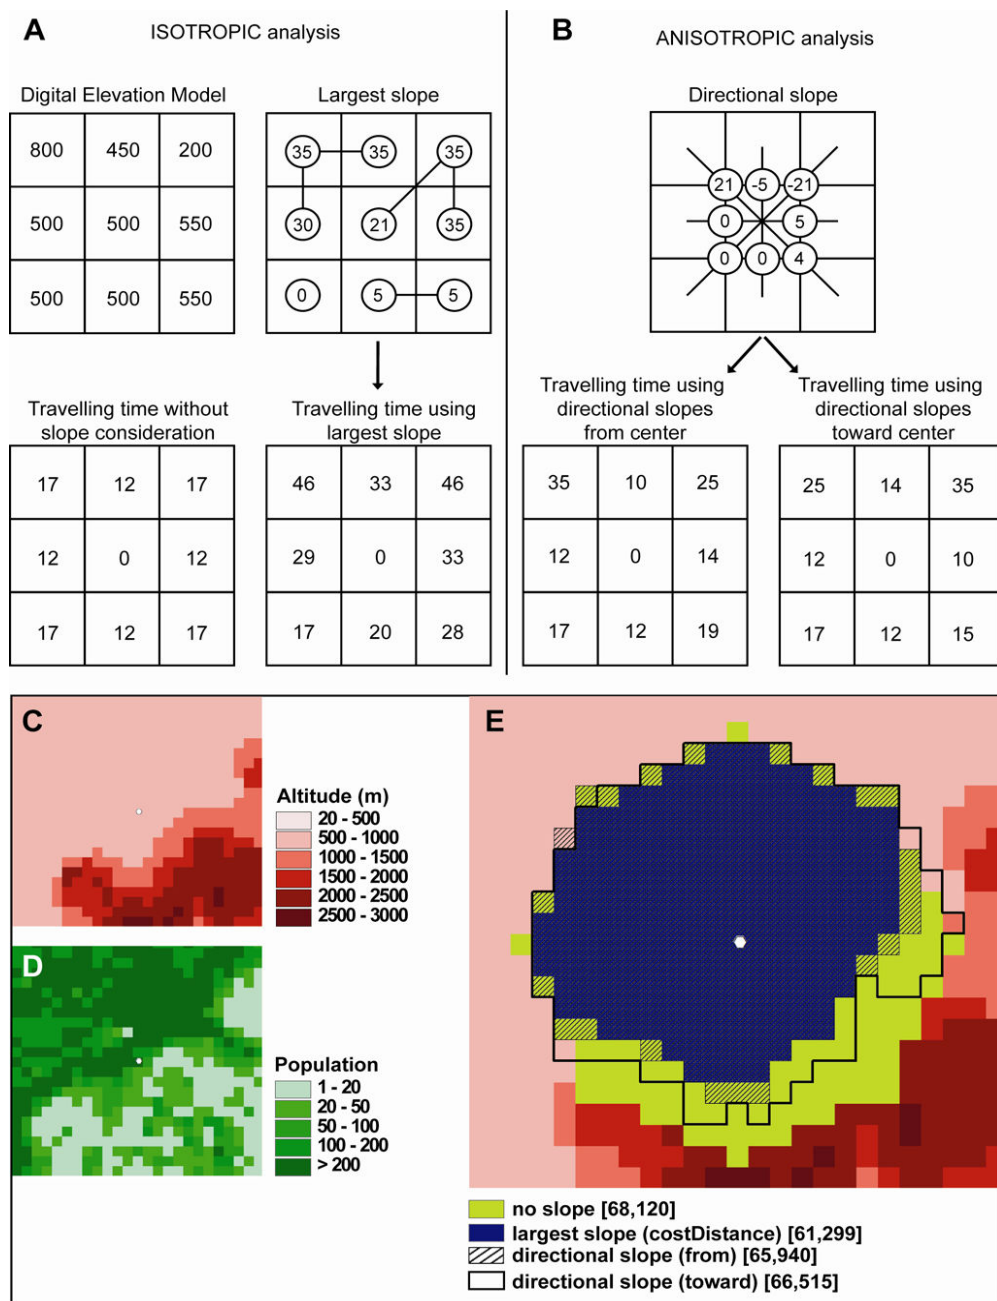 A
ISOTROPIC analysis
Digital Elevation Model
Largest slope
800 450 200
500 500 550
500 500 550
35 35 35
30 21 35
0 5 5
Travelling time without
slope consideration
17 12 17
12 0 12
17 12 17
Travelling time using
largest slope
46 33 46
29 0 33
17 20 28
B
ANISOTROPIC analysis
Directional slope
21 -5 -21
0 5
0 0 4
Travelling time using
directional slopes
from center
35 10 25
12 0 14
17 12 19
Travelling time using
directional slopes
toward center
25 14 35
12 0 10
17 12 15
C
Altitude (m)
20 - 500
500 - 1000
1000 - 1500
1500 - 2000
2000 - 2500
2500 - 3000
D
Population
1 - 20
20 - 50
50 - 100
100 - 200
> 200
E
no slope [68,120]
largest slope (costDistance) [61,299]
directional slope (from) [65,940]
directional slope (toward) [66,515]